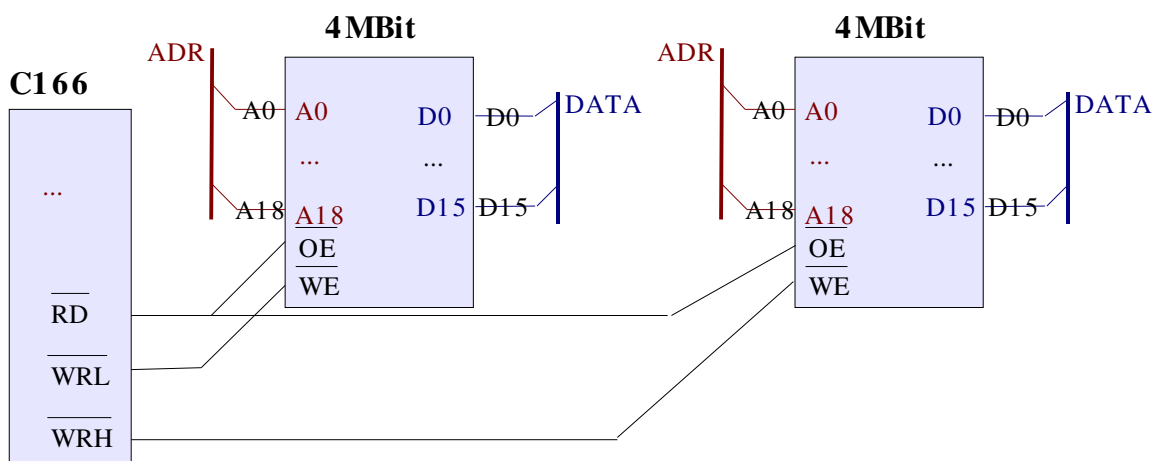 4MBit 4MBit
ADR ADR
C166
A0 A0 D0 D0 DATA A0 A0 D0 D0 DATA
... ... ... ... ...
A18 A18 D15 D15 A18 A18 D15 D15
OE OE
WE WE
RD
WRL
WRH